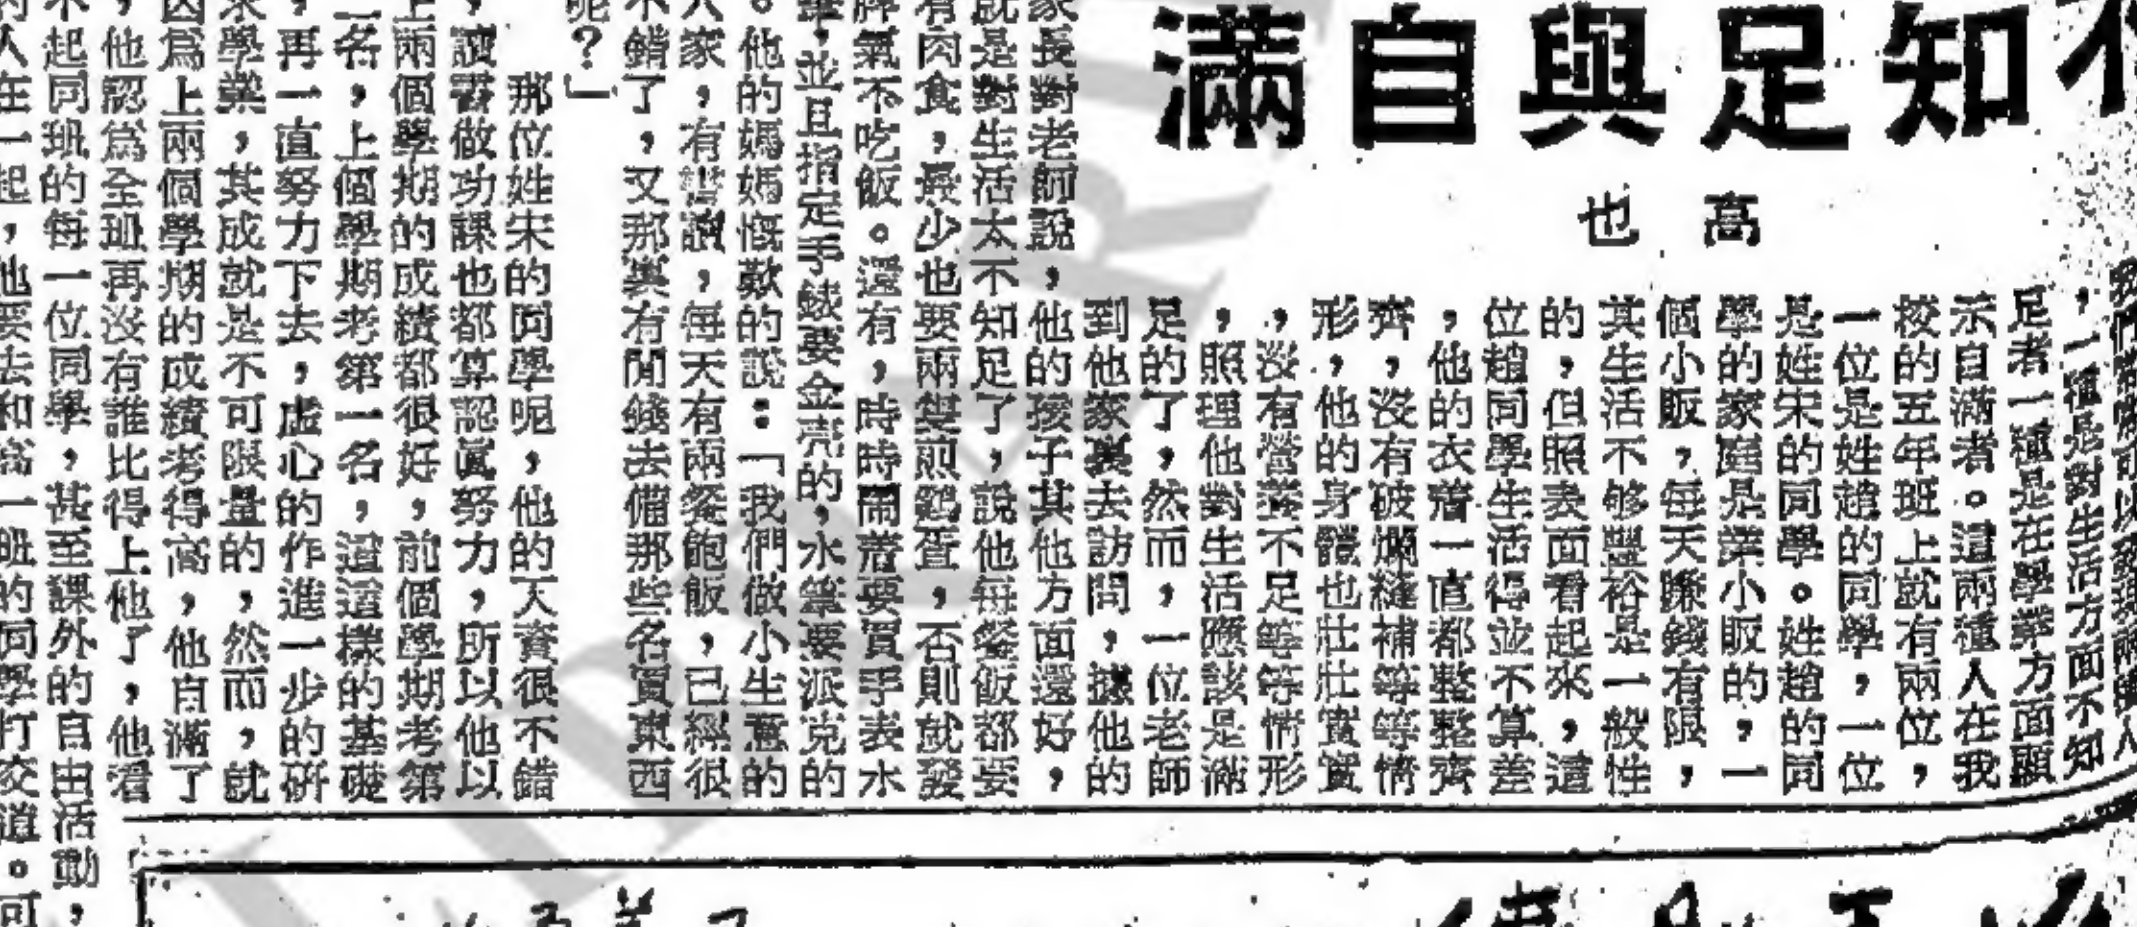 不知足與自滿
高也
我們常常可以發現兩種人
，一種是對生活方面不知
足者一種是在學業方面顯
示自滿者。這兩種人在我
校的五年班上就有兩位，
一位是姓趙的同學，一位
是姓宋的同學。姓趙的同
學的家庭是業小販的，一
個小販，每天賺錢有限，
其生活不够豐裕是一般性
的，但照表面看起來，這
位趙同學生活得並不算差
，他的衣着一直都整整齊
齊，沒有破爛縫補等等情
形，他的身體也壯壯實實
，沒有營養不足等等情形
，照理他對生活應該是滿
足的了，然而，一位老師
到他家裏去訪問，據他的
家長對老師說，他的孩子其他方面還好，
就是對生活太不知足了，說他每餐飯都要
有肉食，最少也要兩隻煎鷄蛋，否則就發
脾氣不吃飯。還有，時時鬧着要買手表水
筆，並且指定手錶要金壳的，水筆要派克的
。他的媽媽慨歎的說：「我們做小生意的
人家，有讀，每天有兩餐飽飯，已經很
不錯了，又那裏有閒錢去備那些名貴東西
呢？」
那位姓宋的同學呢，他的天資很不錯
，讀書做功課也都算認眞努力，所以他以
上兩個學期的成績都很好，前個學期考第
二名，上個學期考第一名，這這樣的基礎
，再一直努力下去，虛心的作進一步的研
求學業，其成就是不可限量的，然而，就
因爲上兩個學期的成績考得高，他自滿了
，他認爲全班再沒有誰比得上他了，他看
不起同班的每一位同學，甚至課外的自由活動，
人在一起，他要去和高一班的同學打交道。可